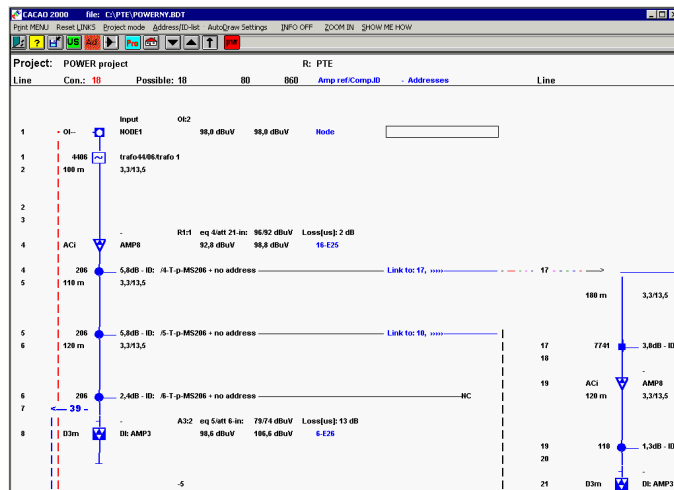 CACAO 2000 file: C:\PTE\POWERNY.BDT
Print MENU Reset LINKS Project mode Address/ID-list AutoDraw Settings INFO OFF ZOOM IN SHOW ME HOW
? US Ad Pro
Project: POWER project R: PTE
Line Con.: 18 Possible: 18 80 860 Amp ref/Comp.ID - Addresses Line
Input OI:2
1 - OI-- NODE1 98,0 dBuV 98,0 dBuV Node
1 4406 trafo44/06/trafo 1
2 100 m 3,3/13,5
2
3
- R1:1 eq 4/att 21-in: 96/92 dBuV Loss[us]: 2 dB
4 ACi AMP8 92,8 dBuV 98,8 dBuV 16-E25
4 206 5,8dB - ID: /4-T-p-MS206 + no address Link to: 17, »»» 17
5 110 m 3,3/13,5
180 m 3,3/13,5
5 206 5,8dB - ID: /5-T-p-MS206 + no address Link to: 10, »»»
6 120 m 3,3/13,5 17 7741 3,8dB - ID
18
-
19 ACi AMP8
6 206 2,4dB - ID: /6-T-p-MS206 + no address NC 120 m 3,3/13,5
7 <— 39 -
- A3:2 eq 5/att 6-in: 79/74 dBuV Loss[us]: 13 dB
8 D3m DI: AMP3 98,6 dBuV 106,6 dBuV 6-E26
19 110 1,3dB - ID
20
-
-5 21 D3m DI: AMP3